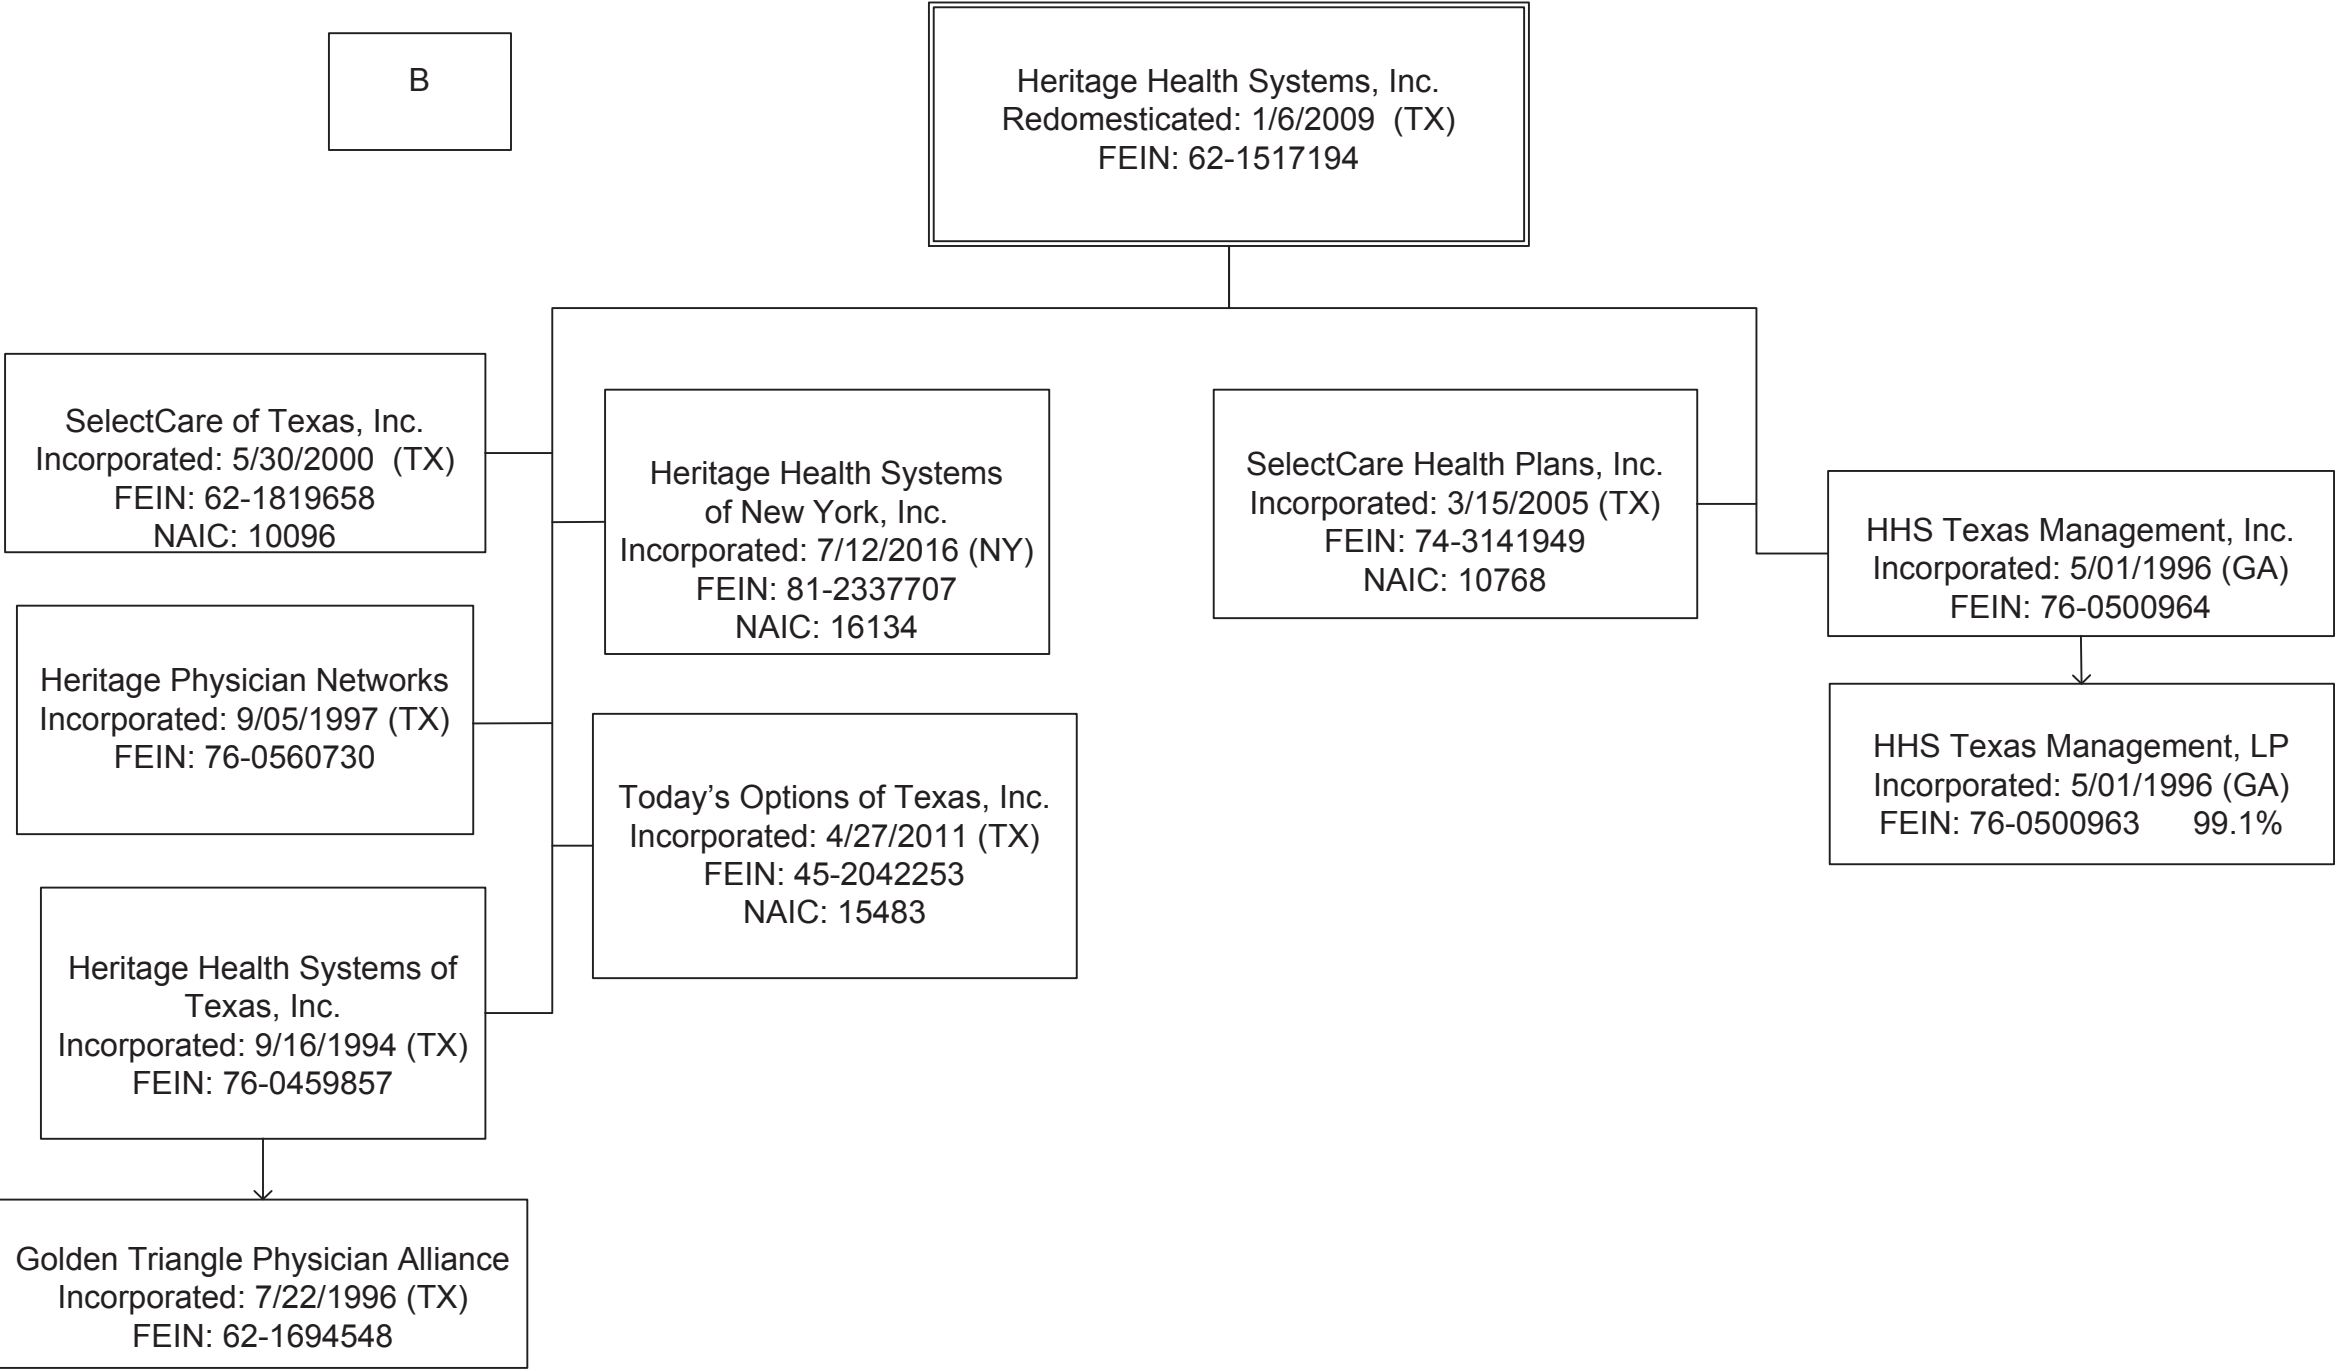 B
Heritage Health Systems, Inc.
Redomesticated: 1/6/2009  (TX)
FEIN: 62-1517194
SelectCare of Texas, Inc.
Incorporated: 5/30/2000  (TX)
FEIN: 62-1819658
NAIC: 10096
Heritage Health Systems
of New York, Inc.
Incorporated: 7/12/2016 (NY)
FEIN: 81-2337707
NAIC: 16134
SelectCare Health Plans, Inc.
Incorporated: 3/15/2005 (TX)
FEIN: 74-3141949
NAIC: 10768
HHS Texas Management, Inc.
Incorporated: 5/01/1996 (GA)
FEIN: 76-0500964
Heritage Physician Networks
Incorporated: 9/05/1997 (TX)
FEIN: 76-0560730
Today’s Options of Texas, Inc.
Incorporated: 4/27/2011 (TX)
FEIN: 45-2042253
NAIC: 15483
HHS Texas Management, LP
Incorporated: 5/01/1996 (GA)
FEIN: 76-0500963      99.1%
Heritage Health Systems of
Texas, Inc.
Incorporated: 9/16/1994 (TX)
FEIN: 76-0459857
Golden Triangle Physician Alliance
Incorporated: 7/22/1996 (TX)
FEIN: 62-1694548